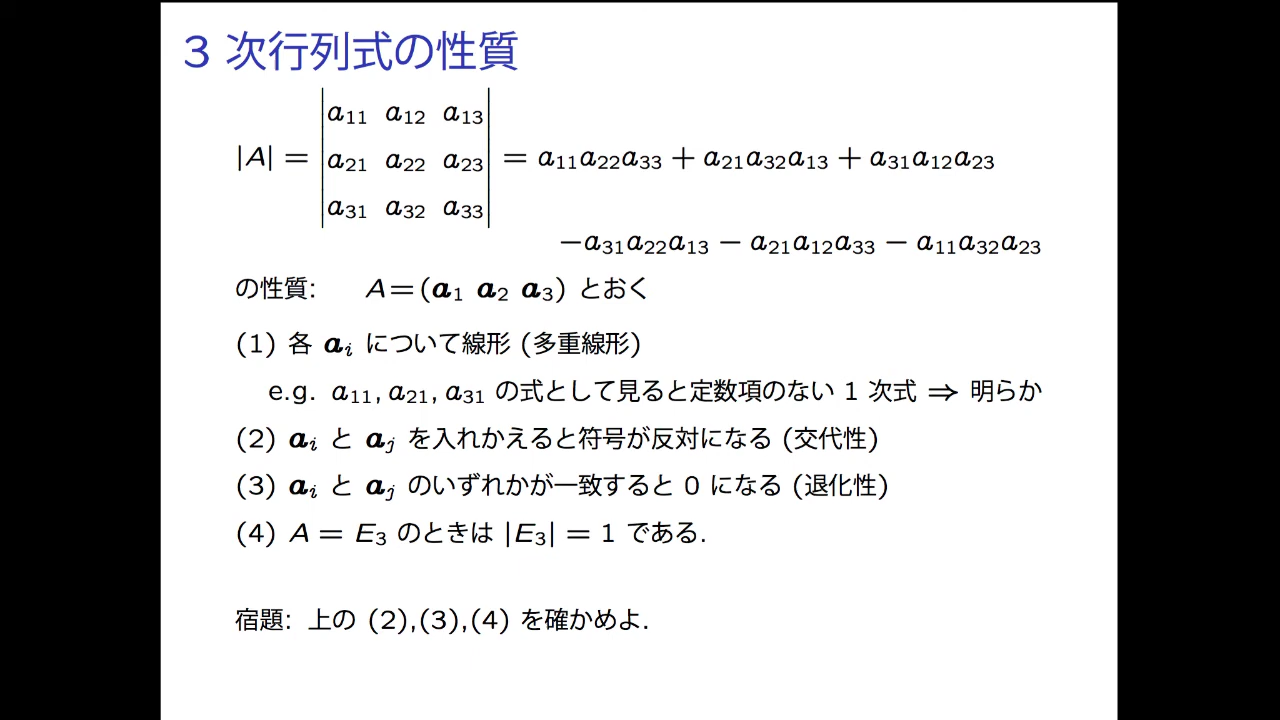 3 次行列式の性質
|A| = |a₁₁ a₁₂ a₁₃| = a₁₁a₂₂a₃₃ + a₂₁a₃₂a₁₃ + a₃₁a₁₂a₂₃
|a₂₁ a₂₂ a₂₃|
|a₃₁ a₃₂ a₃₃|
−a₃₁a₂₂a₁₃ − a₂₁a₁₂a₃₃ − a₁₁a₃₂a₂₃
の性質: A=(a₁ a₂ a₃) とおく
(1) 各 aᵢ について線形 (多重線形)
e.g. a₁₁, a₂₁, a₃₁ の式として見ると定数項のない 1 次式 ⇒ 明らか
(2) aᵢ と aⱼ を入れかえると符号が反対になる (交代性)
(3) aᵢ と aⱼ のいずれかが一致すると 0 になる (退化性)
(4) A = E₃ のときは |E₃| = 1 である.
宿題: 上の (2),(3),(4) を確かめよ.